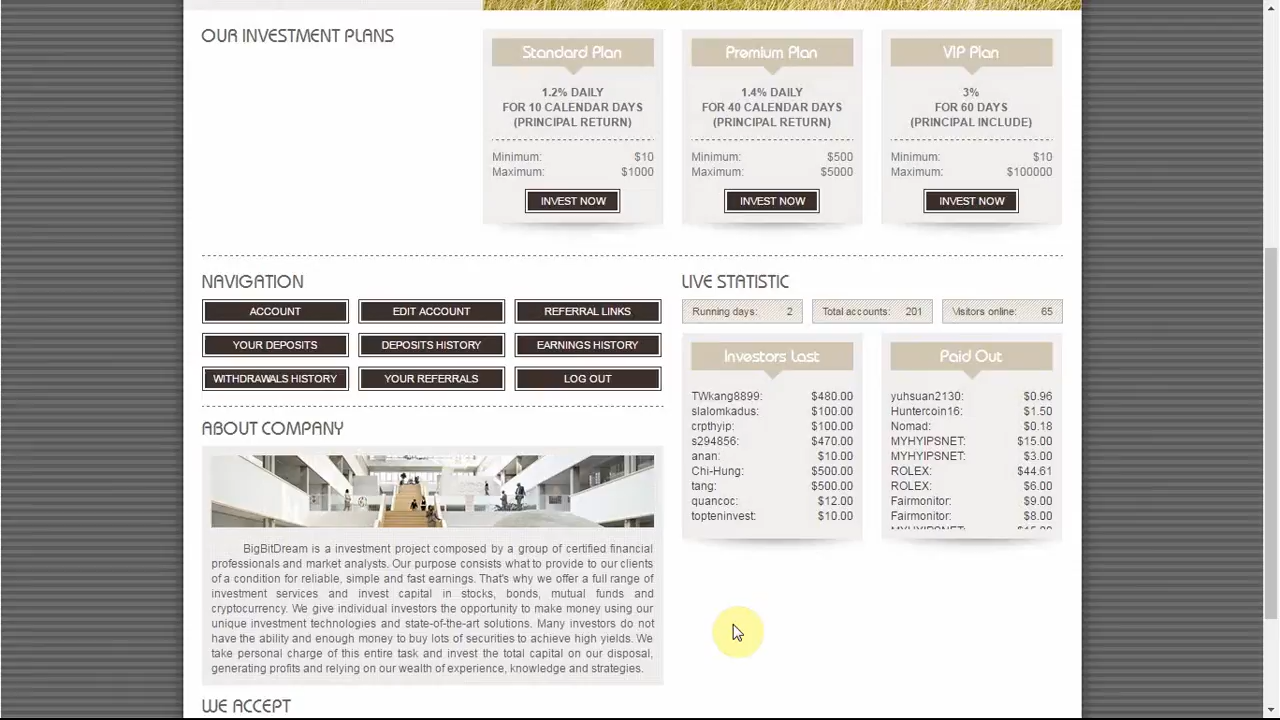 OUR INVESTMENT PLANS
Standard Plan
1.2% DAILY
FOR 10 CALENDAR DAYS
(PRINCIPAL RETURN)
Minimum: $10
Maximum: $1000
INVEST NOW
Premium Plan
1.4% DAILY
FOR 40 CALENDAR DAYS
(PRINCIPAL RETURN)
Minimum: $500
Maximum: $5000
INVEST NOW
VIP Plan
3%
FOR 60 DAYS
(PRINCIPAL INCLUDE)
Minimum: $10
Maximum: $100000
INVEST NOW
NAVIGATION
ACCOUNT EDIT ACCOUNT REFERRAL LINKS
YOUR DEPOSITS DEPOSITS HISTORY EARNINGS HISTORY
WITHDRAWALS HISTORY YOUR REFERRALS LOG OUT
LIVE STATISTIC
Running days: 2 Total accounts: 201 Visitors online: 65
Investors Last
TWkang8899: $480.00
slalomkadus: $100.00
crpthyip: $100.00
s294856: $470.00
anan: $10.00
Chi-Hung: $500.00
tang: $500.00
quancoc: $12.00
topteninvest: $10.00
Paid Out
yuhsuan2130: $0.96
Huntercoin16: $1.50
Nomad: $0.18
MYHYIPSNET: $15.00
MYHYIPSNET: $3.00
ROLEX: $44.61
ROLEX: $6.00
Fairmonitor: $9.00
Fairmonitor: $8.00
ABOUT COMPANY
BigBitDream is a investment project composed by a group of certified financial
professionals and market analysts. Our purpose consists what to provide to our clients
of a condition for reliable, simple and fast earnings. That's why we offer a full range of
investment services and invest capital in stocks, bonds, mutual funds and
cryptocurrency. We give individual investors the opportunity to make money using our
unique investment technologies and state-of-the-art solutions. Many investors do not
have the ability and enough money to buy lots of securities to achieve high yields. We
take personal charge of this entire task and invest the total capital on our disposal,
generating profits and relying on our wealth of experience, knowledge and strategies.
WE ACCEPT